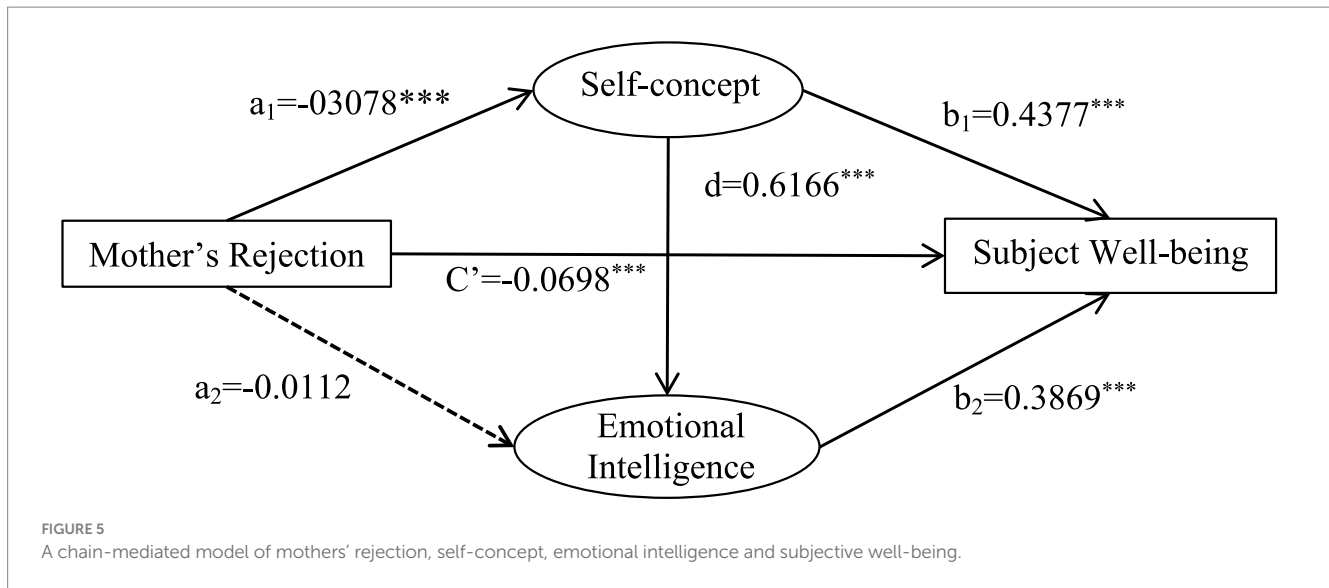 Self-concept
a₁=-03078***
b₁=0.4377***
d=0.6166***
Mother’s Rejection
Subject Well-being
C’=-0.0698***
a₂=-0.0112
b₂=0.3869***
Emotional
Intelligence
FIGURE 5
A chain-mediated model of mothers’ rejection, self-concept, emotional intelligence and subjective well-being.